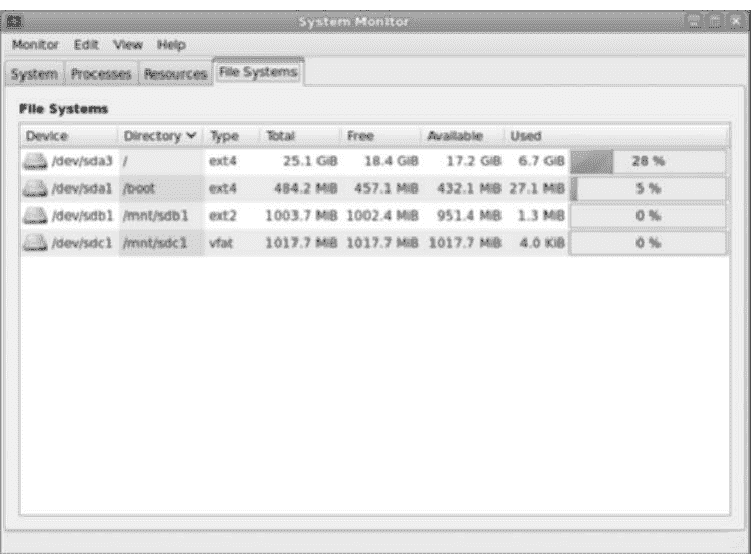 System Monitor
Monitor Edit View Help
System Processes Resources File Systems
File Systems
Device Directory Type Total Free Available Used
/dev/sda3 / ext4 25.1 GiB 18.4 GiB 17.2 GiB 6.7 GiB 28 %
/dev/sda1 /boot ext4 484.2 MiB 457.1 MiB 432.1 MiB 27.1 MiB 5 %
/dev/sdb1 /mnt/sdb1 ext2 1003.7 MiB 1002.4 MiB 951.4 MiB 1.3 MiB 0 %
/dev/sdc1 /mnt/sdc1 vfat 1017.7 MiB 1017.7 MiB 1017.7 MiB 4.0 KiB 0 %